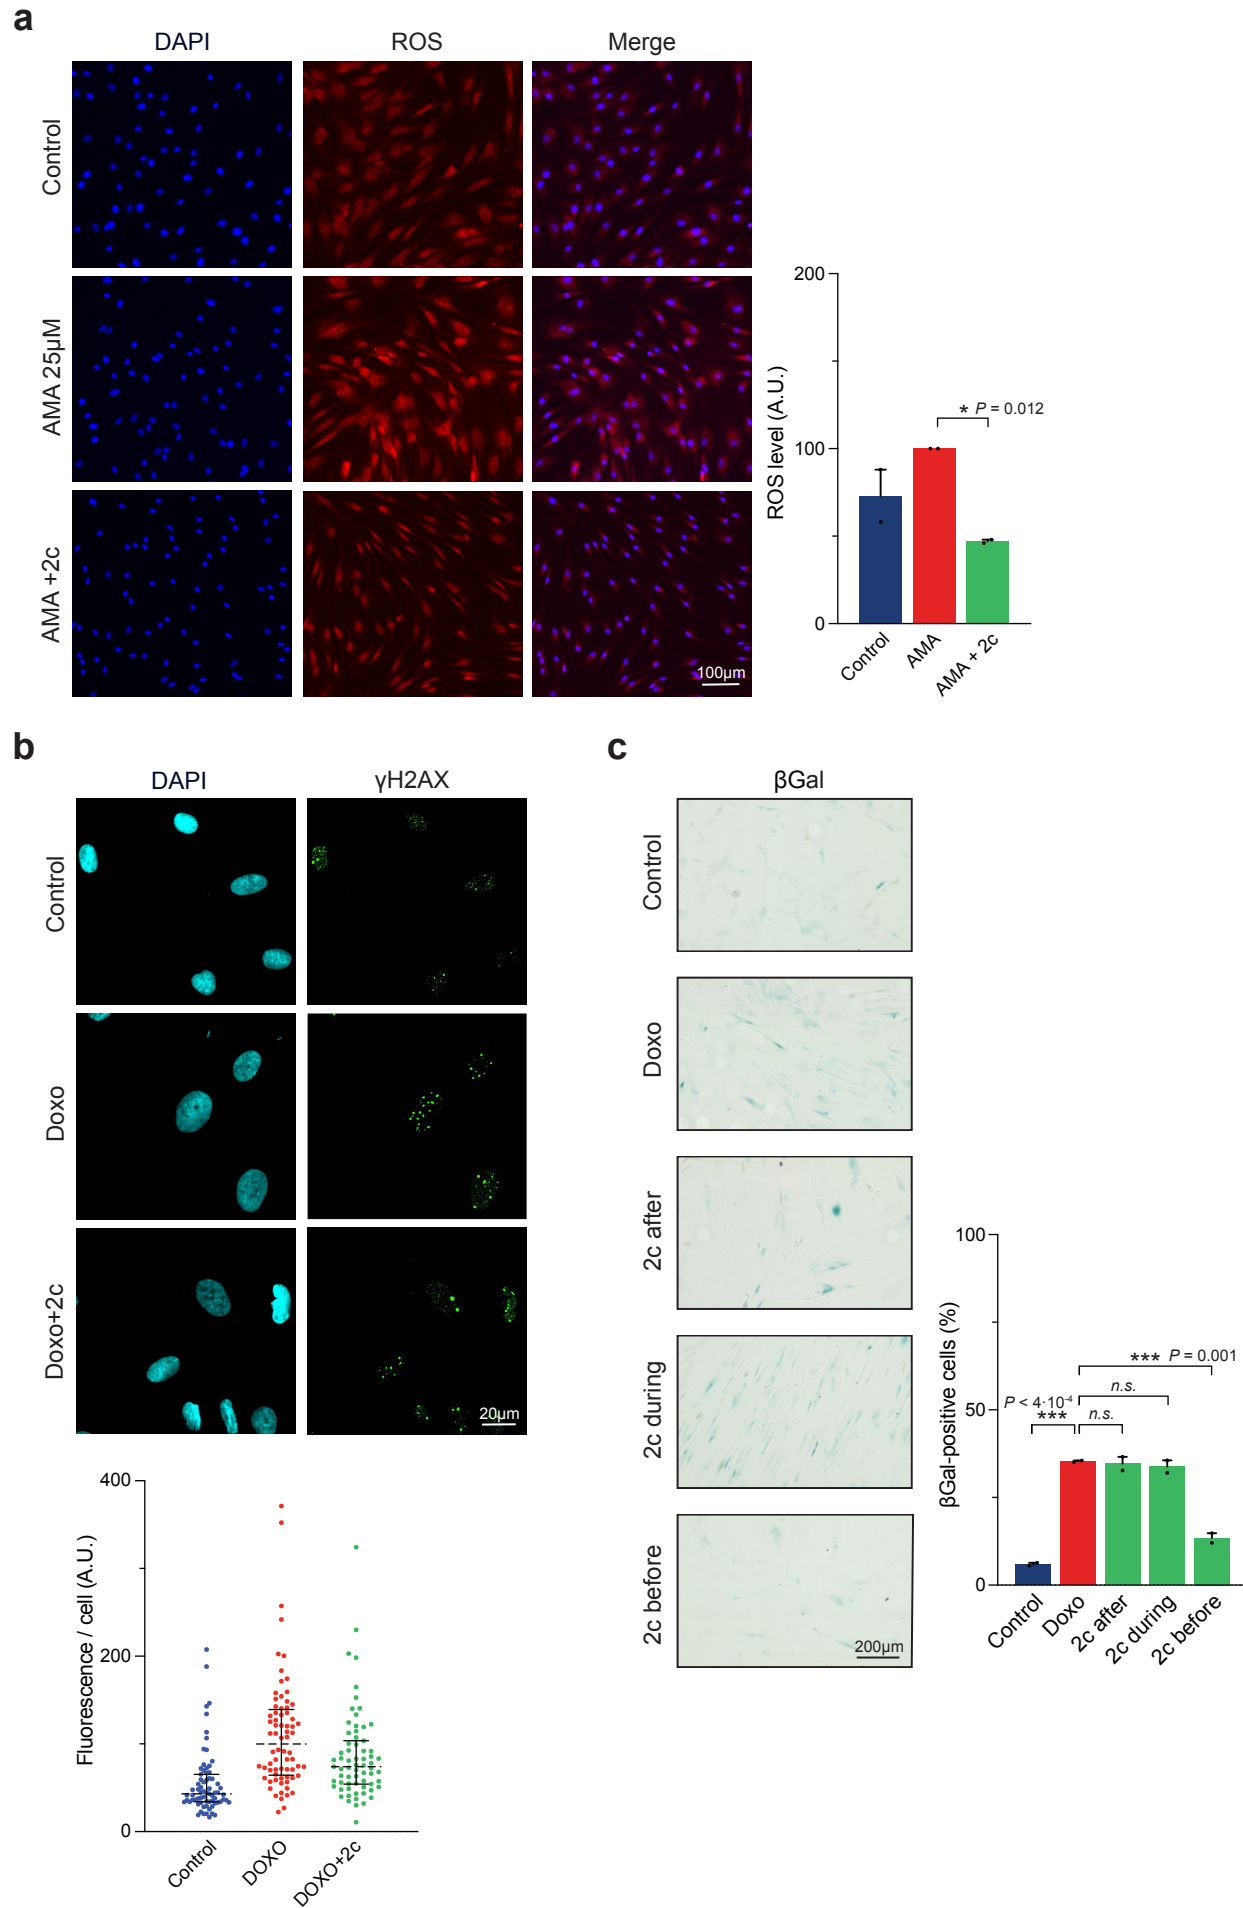 a
DAPI
ROS
Merge
Control
AMA 25µM
AMA +2c
100µm
ROS level (A.U.)
200
100
0
* P = 0.012
Control
AMA
AMA + 2c
b
DAPI
γH2AX
Control
Doxo
Doxo+2c
20µm
Fluorescence / cell (A.U.)
400
200
0
Control
DOXO
DOXO+2c
c
βGal
Control
Doxo
2c after
2c during
2c before
200µm
βGal-positive cells (%)
100
50
0
*** P = 0.001
n.s.
P < 4·10-4
*** n.s.
Control
Doxo
2c after
2c during
2c before